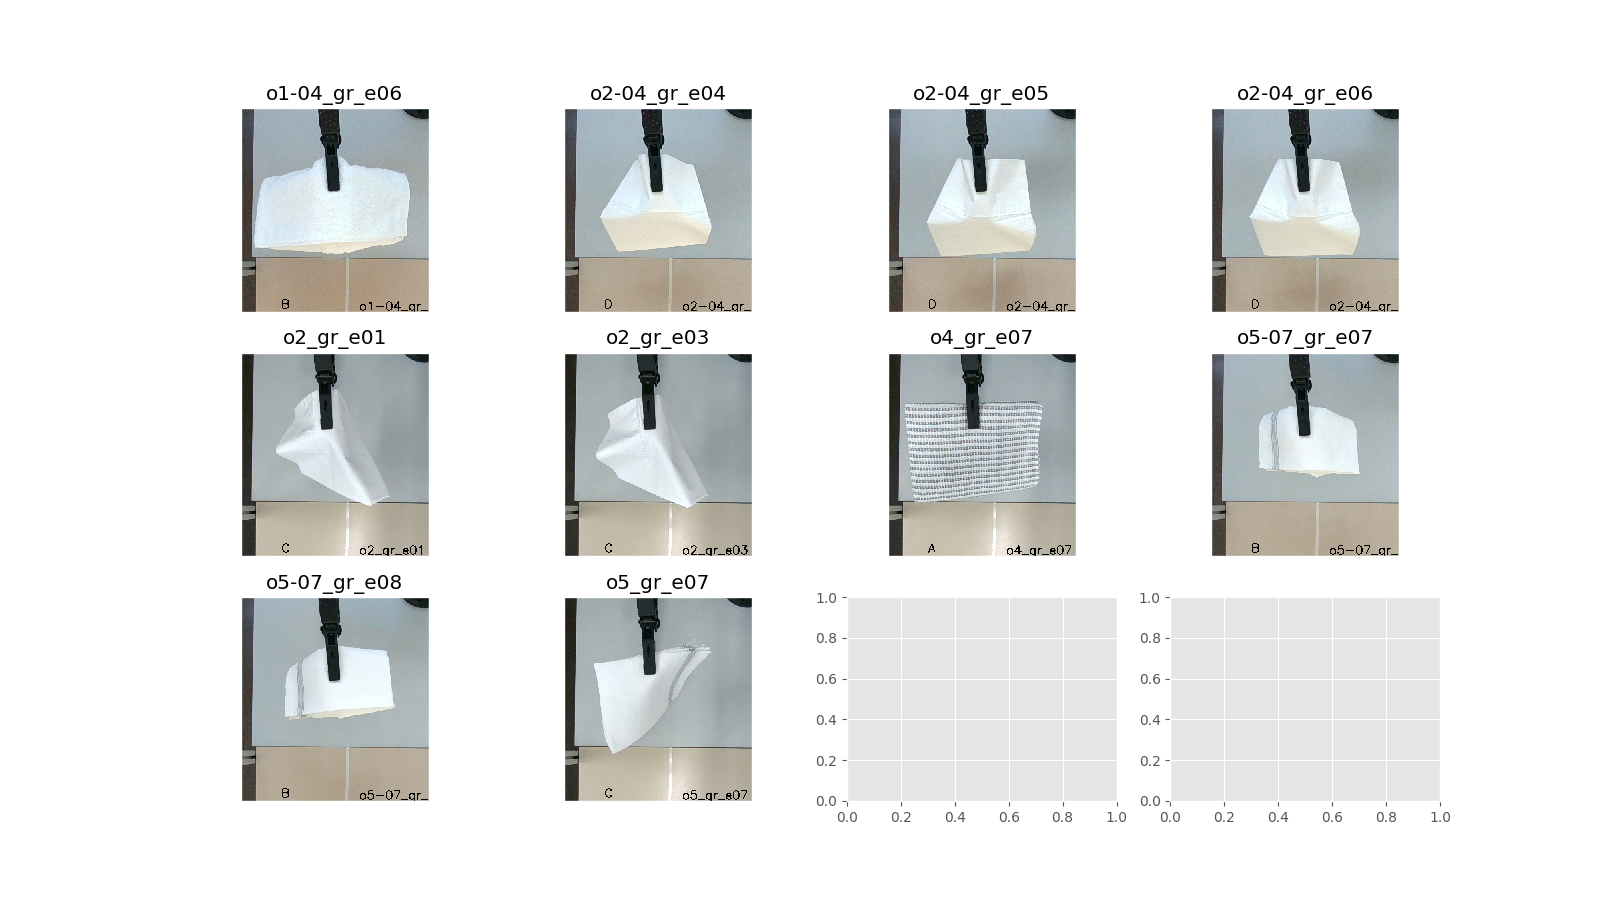 o1-04_gr_e06
o2-04_gr_e04
o2-04_gr_e05
o2-04_gr_e06
B
o1-04_gr_
D
o2-04_gr_
D
o2-04_gr_
D
o2-04_gr_
o2_gr_e01
o2_gr_e03
o4_gr_e07
o5-07_gr_e07
C
o2_gr_e01
C
o2_gr_e03
A
o4_gr_e07
B
o5-07_gr_
o5-07_gr_e08
o5_gr_e07
B
o5-07_gr_
C
o5_gr_e07
1.0
0.8
0.6
0.4
0.2
0.0
0.0 0.2 0.4 0.6 0.8 1.0
1.0
0.8
0.6
0.4
0.2
0.0
0.0 0.2 0.4 0.6 0.8 1.0